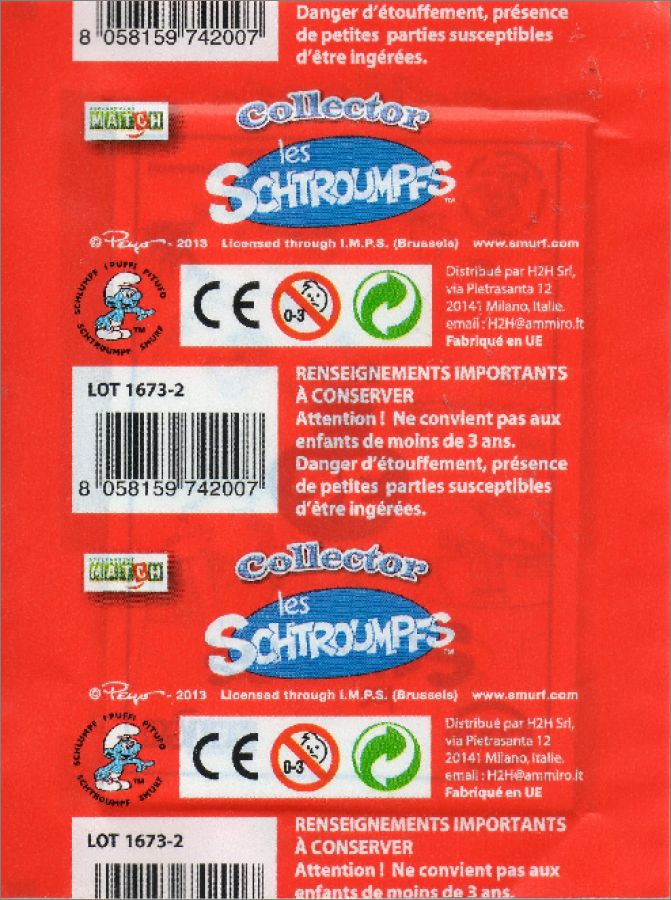 8 058159 742007
Danger d'étouffement, présence
de petites parties susceptibles
d'être ingérées.
MATCH
Collector
les
SCHTROUMPFS™
© Peyo - 2013 Licensed through I.M.P.S. (Brussels) www.smurf.com
SCHLUMPF I PUFFI PITUFO
SCHTROUMPF SMURF
TM
CE
0-3
Distribué par H2H Srl,
via Pietrasanta 12
20141 Milano, Italie.
email : H2H@ammiro.it
Fabriqué en UE
LOT 1673-2
8 058159 742007
RENSEIGNEMENTS IMPORTANTS
À CONSERVER
Attention ! Ne convient pas aux
enfants de moins de 3 ans.
Danger d'étouffement, présence
de petites parties susceptibles
d'être ingérées.
MATCH
Collector
les
SCHTROUMPFS™
© Peyo - 2013 Licensed through I.M.P.S. (Brussels) www.smurf.com
SCHLUMPF I PUFFI PITUFO
SCHTROUMPF SMURF
TM
CE
0-3
Distribué par H2H Srl,
via Pietrasanta 12
20141 Milano, Italie.
email : H2H@ammiro.it
Fabriqué en UE
LOT 1673-2
RENSEIGNEMENTS IMPORTANTS
À CONSERVER
Attention ! Ne convient pas aux
enfants de moins de 3 ans.